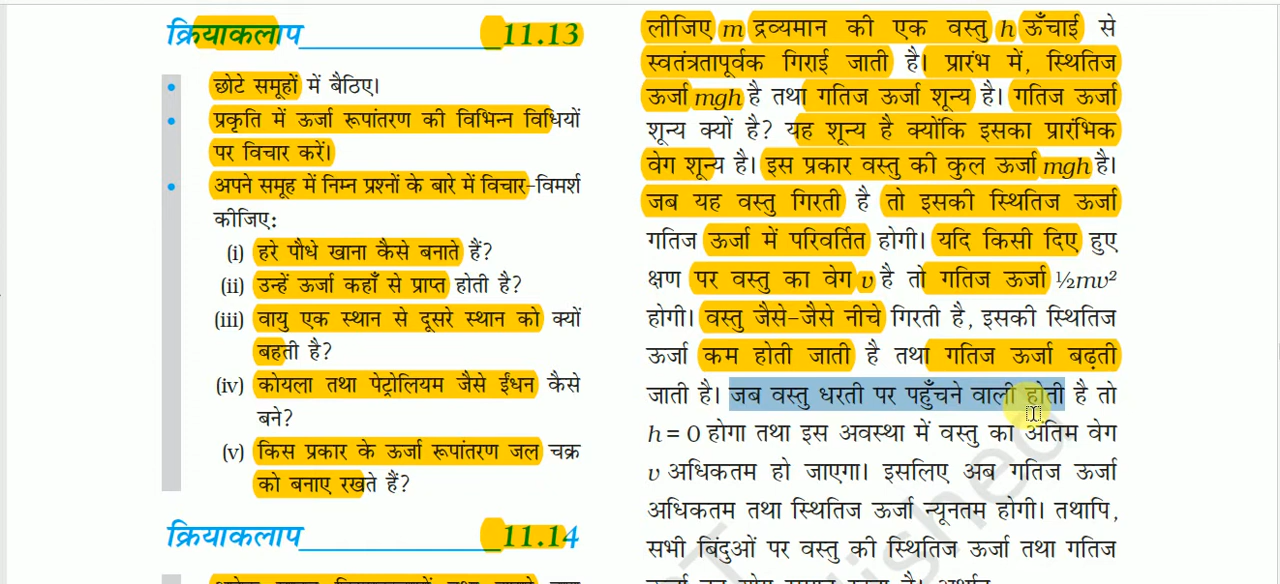 क्रियाकलाप 11.13
छोटे समूहों में बैठिए।
प्रकृति में ऊर्जा रूपांतरण की विभिन्न विधियों
पर विचार करें।
अपने समूह में निम्न प्रश्नों के बारे में विचार-विमर्श
कीजिए:
(i) हरे पौधे खाना कैसे बनाते हैं?
(ii) उन्हें ऊर्जा कहाँ से प्राप्त होती है?
(iii) वायु एक स्थान से दूसरे स्थान को क्यों
बहती है?
(iv) कोयला तथा पेट्रोलियम जैसे ईंधन कैसे
बने?
(v) किस प्रकार के ऊर्जा रूपांतरण जल चक्र
को बनाए रखते हैं?
क्रियाकलाप 11.14
लीजिए m द्रव्यमान की एक वस्तु h ऊँचाई से
स्वतंत्रतापूर्वक गिराई जाती है। प्रारंभ में, स्थितिज
ऊर्जा mgh है तथा गतिज ऊर्जा शून्य है। गतिज ऊर्जा
शून्य क्यों है? यह शून्य है क्योंकि इसका प्रारंभिक
वेग शून्य है। इस प्रकार वस्तु की कुल ऊर्जा mgh है।
जब यह वस्तु गिरती है तो इसकी स्थितिज ऊर्जा
गतिज ऊर्जा में परिवर्तित होगी। यदि किसी दिए हुए
क्षण पर वस्तु का वेग v है तो गतिज ऊर्जा ½mv²
होगी। वस्तु जैसे-जैसे नीचे गिरती है, इसकी स्थितिज
ऊर्जा कम होती जाती है तथा गतिज ऊर्जा बढ़ती
जाती है। जब वस्तु धरती पर पहुँचने वाली होती है तो
h = 0 होगा तथा इस अवस्था में वस्तु का अंतिम वेग
v अधिकतम हो जाएगा। इसलिए अब गतिज ऊर्जा
अधिकतम तथा स्थितिज ऊर्जा न्यूनतम होगी। तथापि,
सभी बिंदुओं पर वस्तु की स्थितिज ऊर्जा तथा गतिज